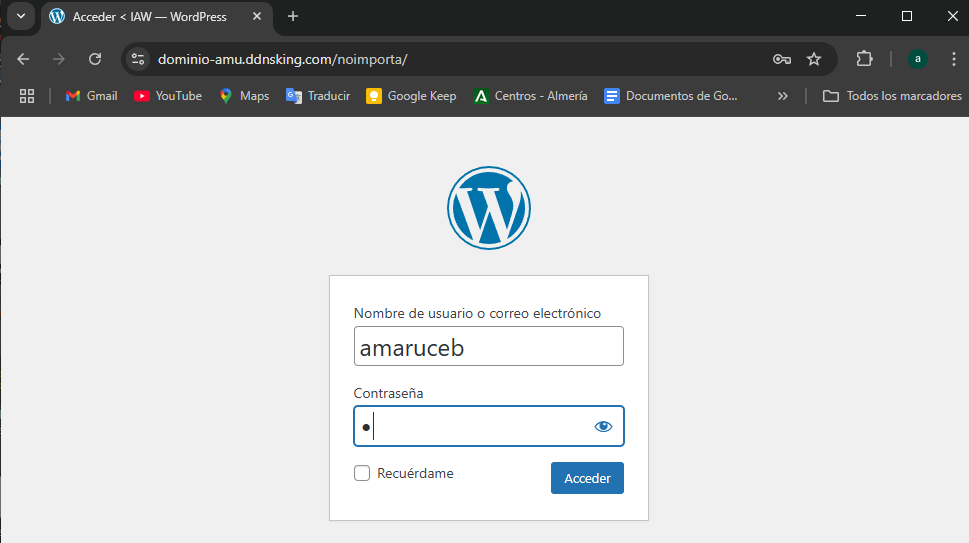 Acceder < IAW — WordPress
dominio-amu.ddnsking.com/noimporta/
a
Gmail YouTube Maps Traducir Google Keep Centros - Almería Documentos de Go... » Todos los marcadores
Nombre de usuario o correo electrónico
amaruceb
Contraseña
Recuérdame Acceder